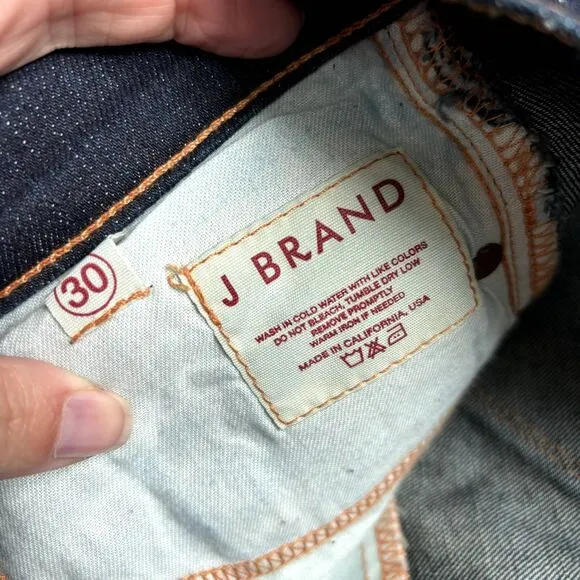 30
J BRAND
WASH IN COLD WATER WITH LIKE COLORS
DO NOT BLEACH, TUMBLE DRY LOW
REMOVE PROMPTLY
WARM IRON IF NEEDED
MADE IN CALIFORNIA, USA